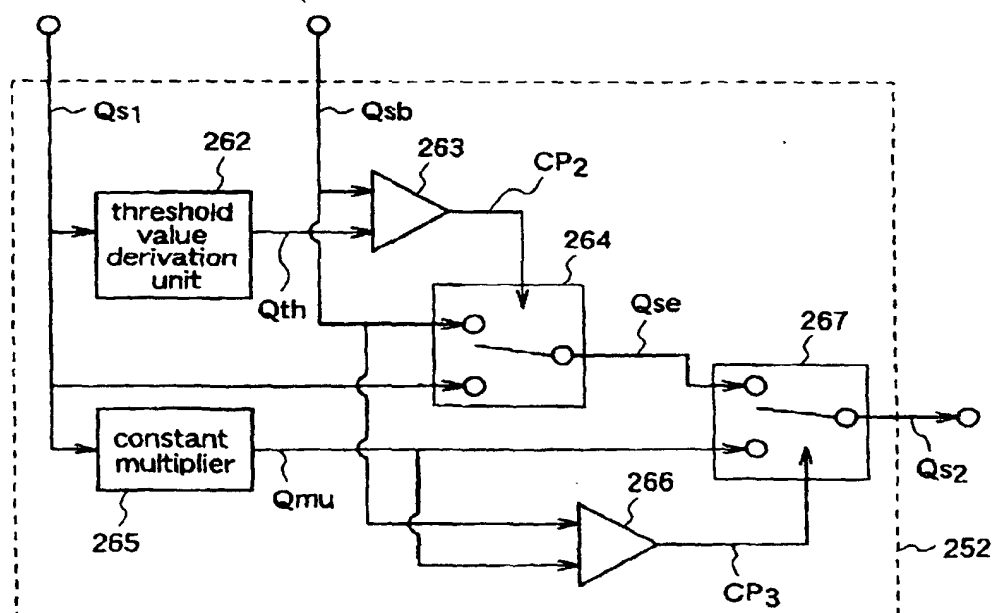 Qs1
Qsb
262
263
CP2
threshold
value
derivation
unit
264
Qth
Qse
267
constant
multiplier
Qmu
266
Qs2
265
252
CP3